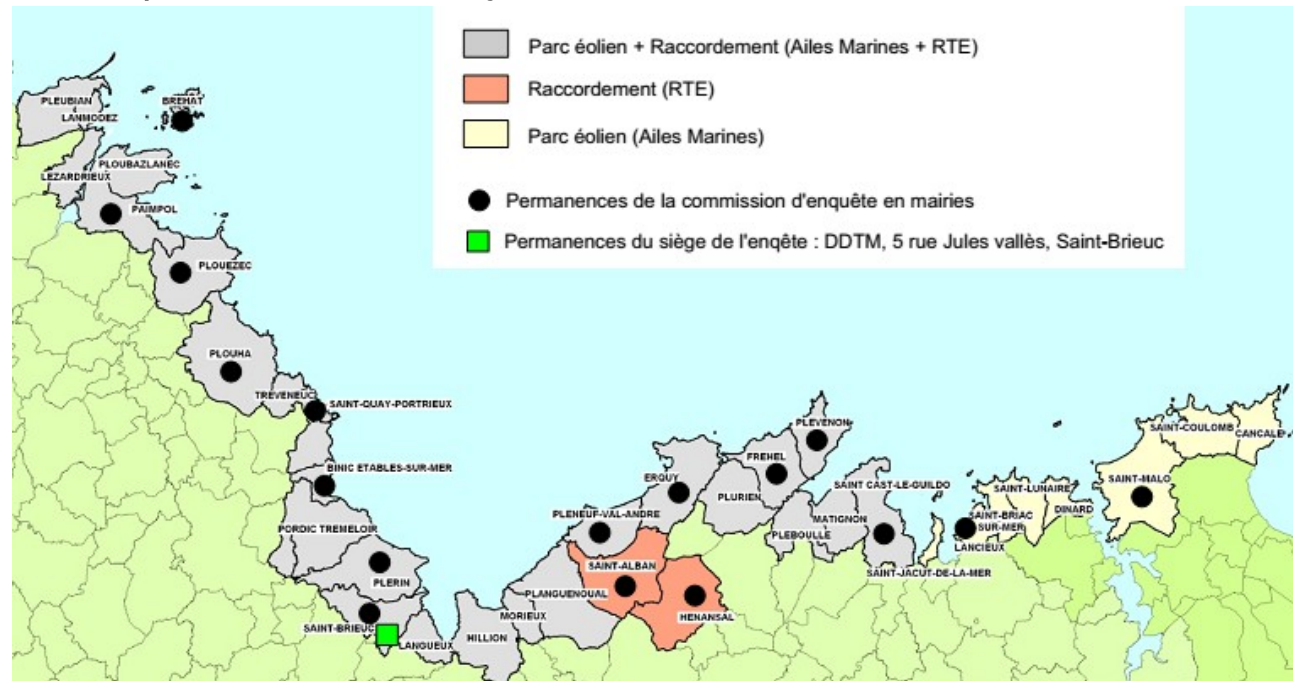 Parc éolien + Raccordement (Ailes Marines + RTE)
Raccordement (RTE)
Parc éolien (Ailes Marines)
Permanences de la commission d'enquête en mairies
Permanences du siège de l'enqête : DDTM, 5 rue Jules vallès, Saint-Brieuc
PLEUBIAN
LANMODEZ
BREHAT
PLOUBAZLANEC
LEZARDRIEUX
PAIMPOL
PLOUEZEC
PLOUHA
TREVENEUC
SAINT-QUAY-PORTRIEUX
BINIC ETABLES-SUR-MER
PORDIC TREMELOIR
PLERIN
SAINT-BRIEUC
LANGUEUX
HILLION
MORIEUX
PLANGUENOUAL
SAINT-ALBAN
HENANSAL
PLENEUF-VAL-ANDRE
ERQUY
PLURIEN
FREHEL
PLEVENON
PLEBOULLE
MATIGNON
SAINT CAST-LE-GUILDO
SAINT-JACUT-DE-LA-MER
LANCIEUX
SAINT-BRIAC
SUR-MER
SAINT-LUNAIRE
DINARD
SAINT-MALO
SAINT-COULOMB
CANCALE